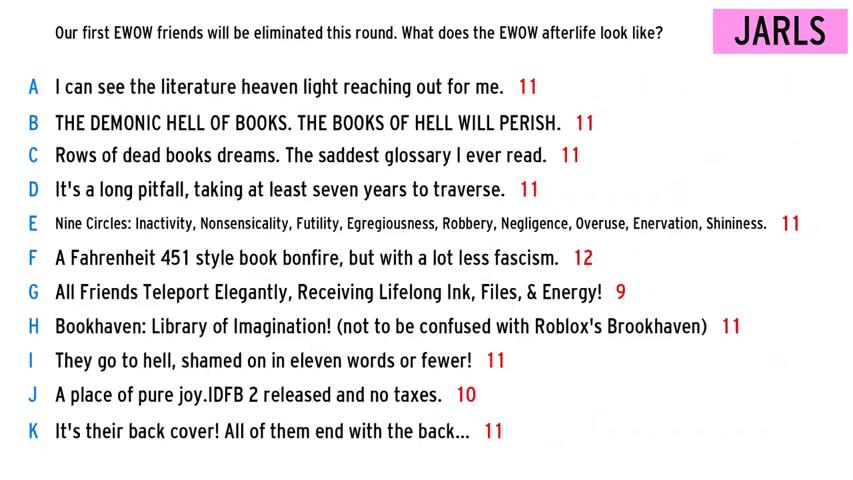 Our first EWOW friends will be eliminated this round. What does the EWOW afterlife look like?
JARLS
A I can see the literature heaven light reaching out for me. 11
B THE DEMONIC HELL OF BOOKS. THE BOOKS OF HELL WILL PERISH. 11
C Rows of dead books dreams. The saddest glossary I ever read. 11
D It's a long pitfall, taking at least seven years to traverse. 11
E Nine Circles: Inactivity, Nonsensicality, Futility, Egregiousness, Robbery, Negligence, Overuse, Enervation, Shininess. 11
F A Fahrenheit 451 style book bonfire, but with a lot less fascism. 12
G All Friends Teleport Elegantly, Receiving Lifelong Ink, Files, & Energy! 9
H Bookhaven: Library of Imagination! (not to be confused with Roblox's Brookhaven) 11
I They go to hell, shamed on in eleven words or fewer! 11
J A place of pure joy.IDFB 2 released and no taxes. 10
K It's their back cover! All of them end with the back... 11